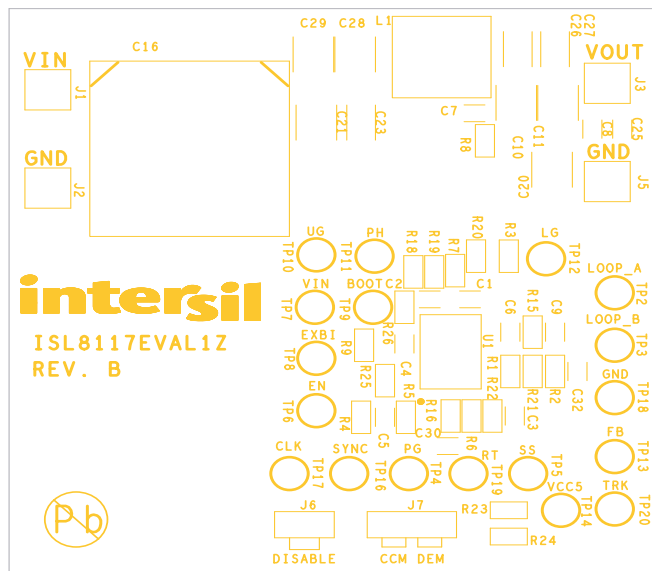 C29 C28 L1 C26 C27
C16
VIN VOUT
J1 J3
C7 C21 C23 R8 C10 C11 C8 C25
GND GND
J2 C20 J5
UG PH R18 R19 R7 R20 R3 LG
TP10 TP11 TP12
LOOP_A
TP2
VIN BOOTC2 C1
TP7 TP9 C6 R15 C9
intersil
LOOP_B
TP3
ISL8117EVAL1Z
REV. B
EXBI R9 R26 U1
TP8 C4 R1
GND
TP18
EN R25 R5 R16 R22 R21 R2 C32
TP6 R4 C5 C30 R6 C3
FB
TP13
CLK SYNC PG RT SS
TP17 TP16 TP4 TP19 TP5
VCC5 TRK
TP14 TP20
Pb
J6 J7 R23
R24
DISABLE CCM DEM